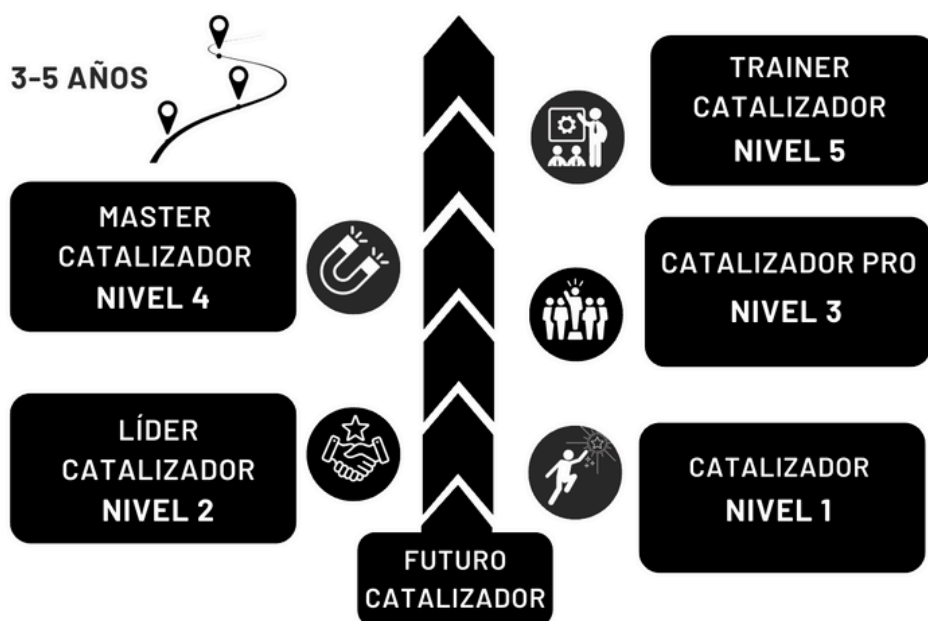 3-5 AÑOS
TRAINER
CATALIZADOR
NIVEL 5
MASTER
CATALIZADOR
NIVEL 4
CATALIZADOR PRO
NIVEL 3
LÍDER
CATALIZADOR
NIVEL 2
CATALIZADOR
NIVEL 1
FUTURO
CATALIZADOR